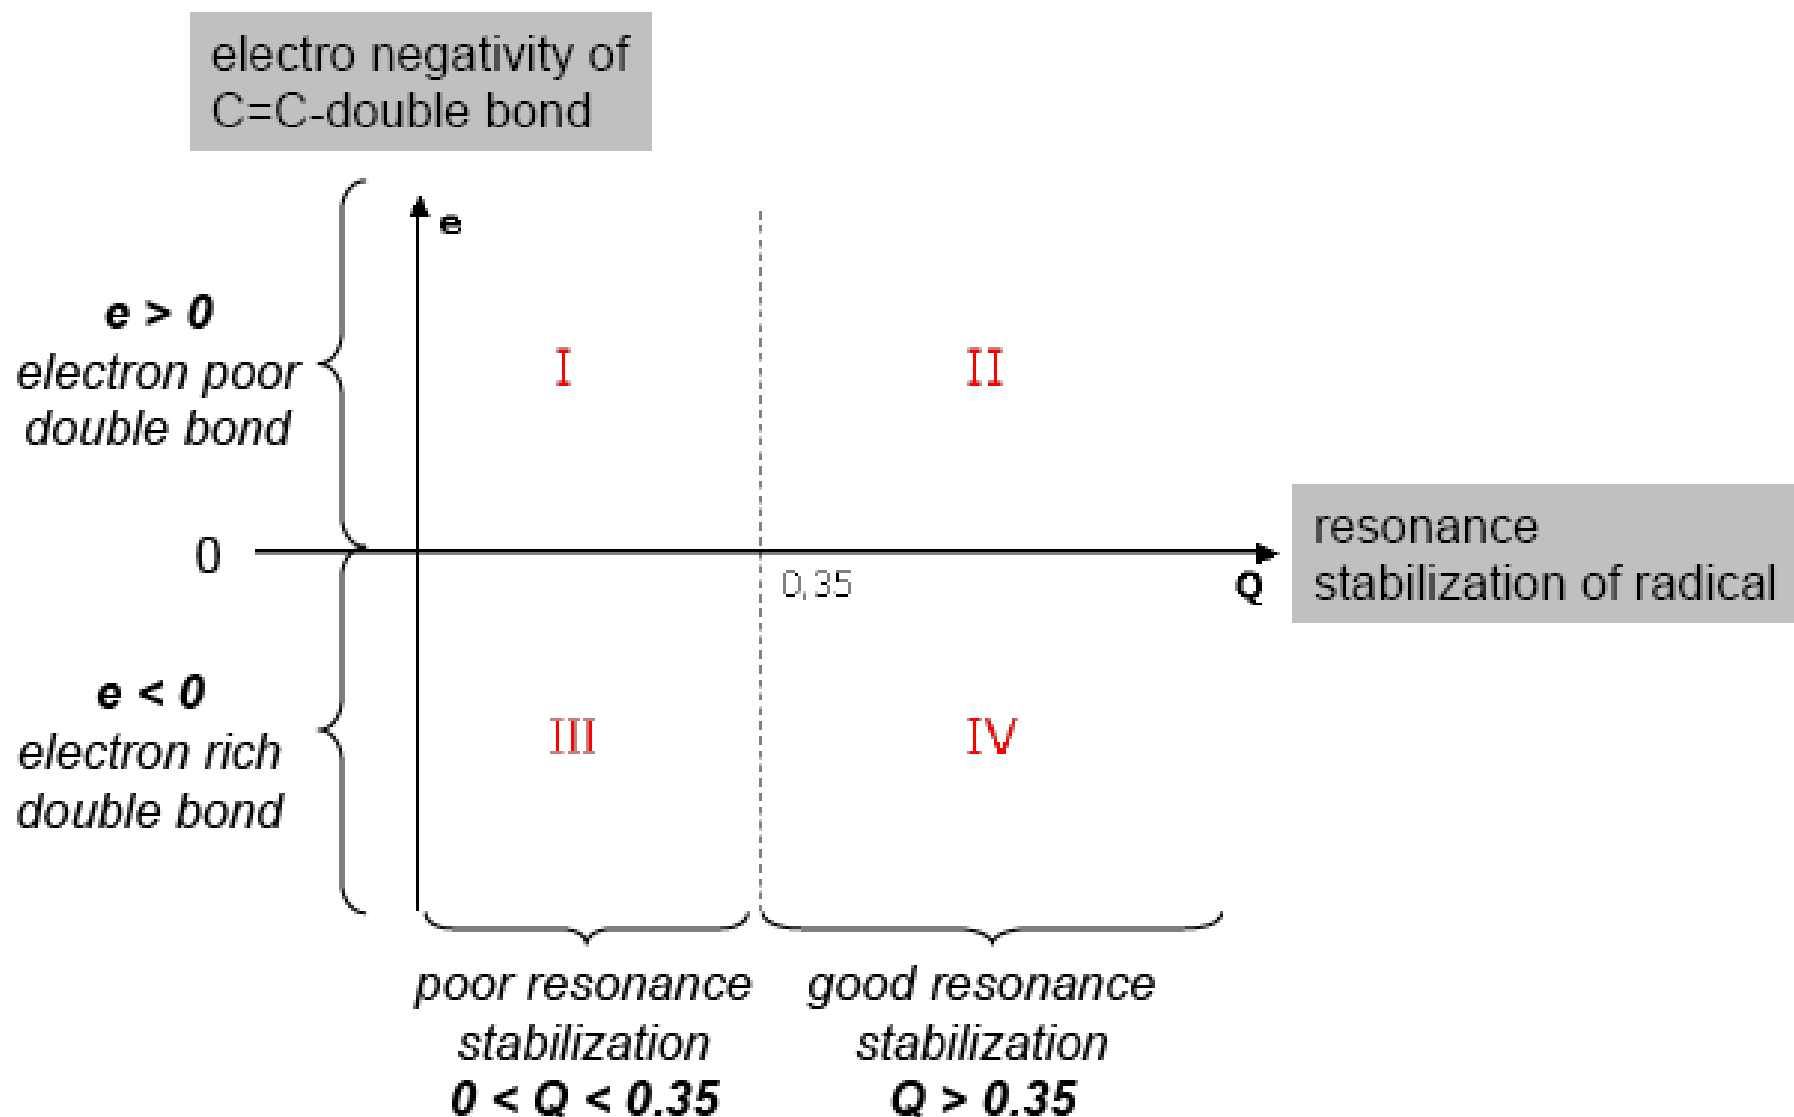 electro negativity of
C=C-double bond
e
e > 0
electron poor
double bond
I
II
0
0,35
Q
resonance
stabilization of radical
e < 0
electron rich
double bond
III
IV
poor resonance
stabilization
0 < Q < 0.35
good resonance
stabilization
Q > 0.35